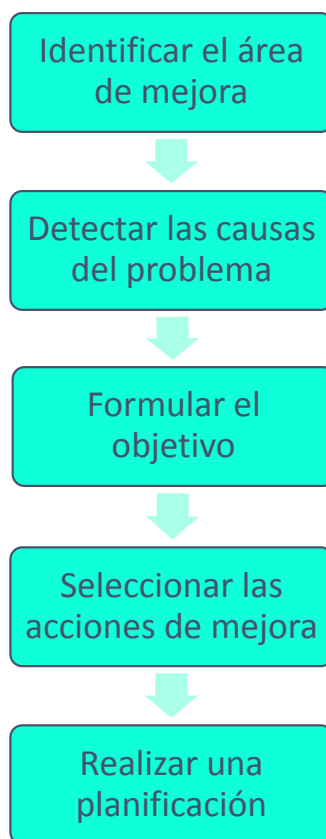 Identificar el área
de mejora
Detectar las causas
del problema
Formular el
objetivo
Seleccionar las
acciones de mejora
Realizar una
planificación